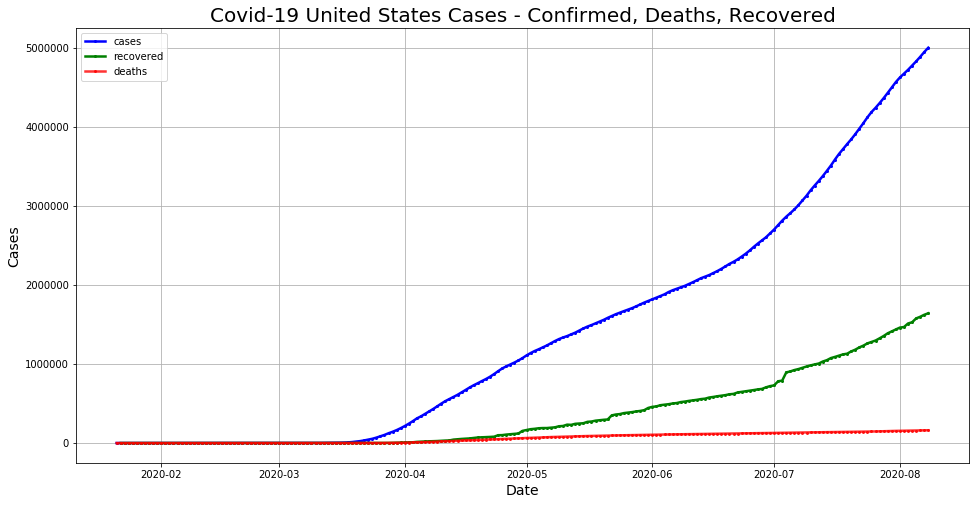 Covid-19 United States Cases - Confirmed, Deaths, Recovered
cases
recovered
deaths
5000000
4000000
3000000
2000000
1000000
0
Cases
2020-02 2020-03 2020-04 2020-05 2020-06 2020-07 2020-08
Date